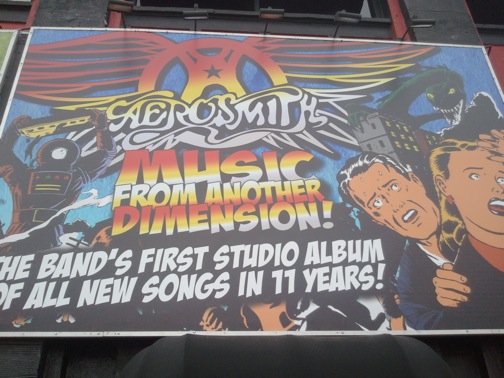 AEROSMITH
MUSIC
FROM ANOTHER
DIMENSION!
THE BAND'S FIRST STUDIO ALBUM
OF ALL NEW SONGS IN 11 YEARS!